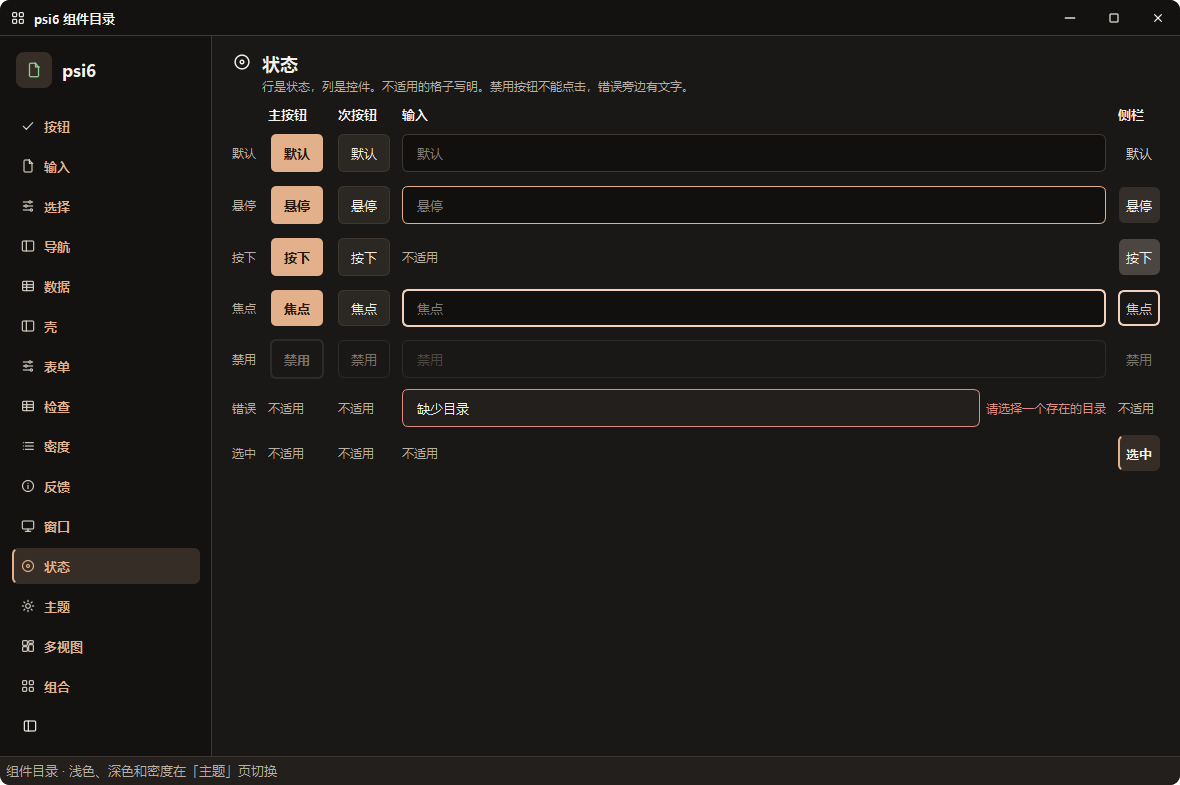 psi6 组件目录
psi6
按钮
输入
选择
导航
数据
壳
表单
检查
密度
反馈
窗口
状态
主题
多视图
组合
状态
行是状态，列是控件。不适用的格子写明。禁用按钮不能点击，错误旁边有文字。
主按钮 次按钮 输入 侧栏
默认 默认 默认 默认 默认
悬停 悬停 悬停 悬停 悬停
按下 按下 按下 不适用 按下
焦点 焦点 焦点 焦点 焦点
禁用 禁用 禁用 禁用 禁用
错误 不适用 不适用 缺少目录 请选择一个存在的目录 不适用
选中 不适用 不适用 不适用 选中
组件目录 · 浅色、深色和密度在「主题」页切换